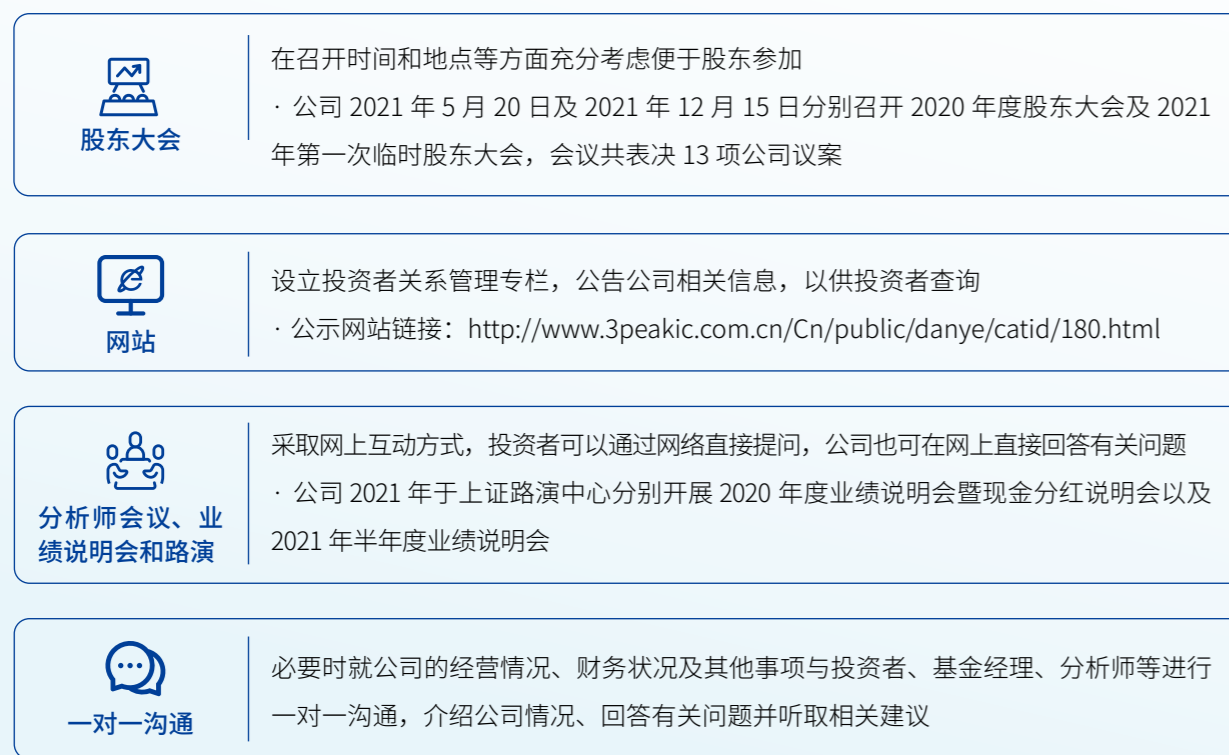 股东大会
在召开时间和地点等方面充分考虑便于股东参加
· 公司 2021 年 5 月 20 日及 2021 年 12 月 15 日分别召开 2020 年度股东大会及 2021
年第一次临时股东大会，会议共表决 13 项公司议案
网站
设立投资者关系管理专栏，公告公司相关信息，以供投资者查询
· 公示网站链接：http://www.3peakic.com.cn/Cn/public/danye/catid/180.html
分析师会议、业
绩说明会和路演
采取网上互动方式，投资者可以通过网络直接提问，公司也可在网上直接回答有关问题
· 公司 2021 年于上证路演中心分别开展 2020 年度业绩说明会暨现金分红说明会以及
2021 年半年度业绩说明会
一对一沟通
必要时就公司的经营情况、财务状况及其他事项与投资者、基金经理、分析师等进行
一对一沟通，介绍公司情况、回答有关问题并听取相关建议